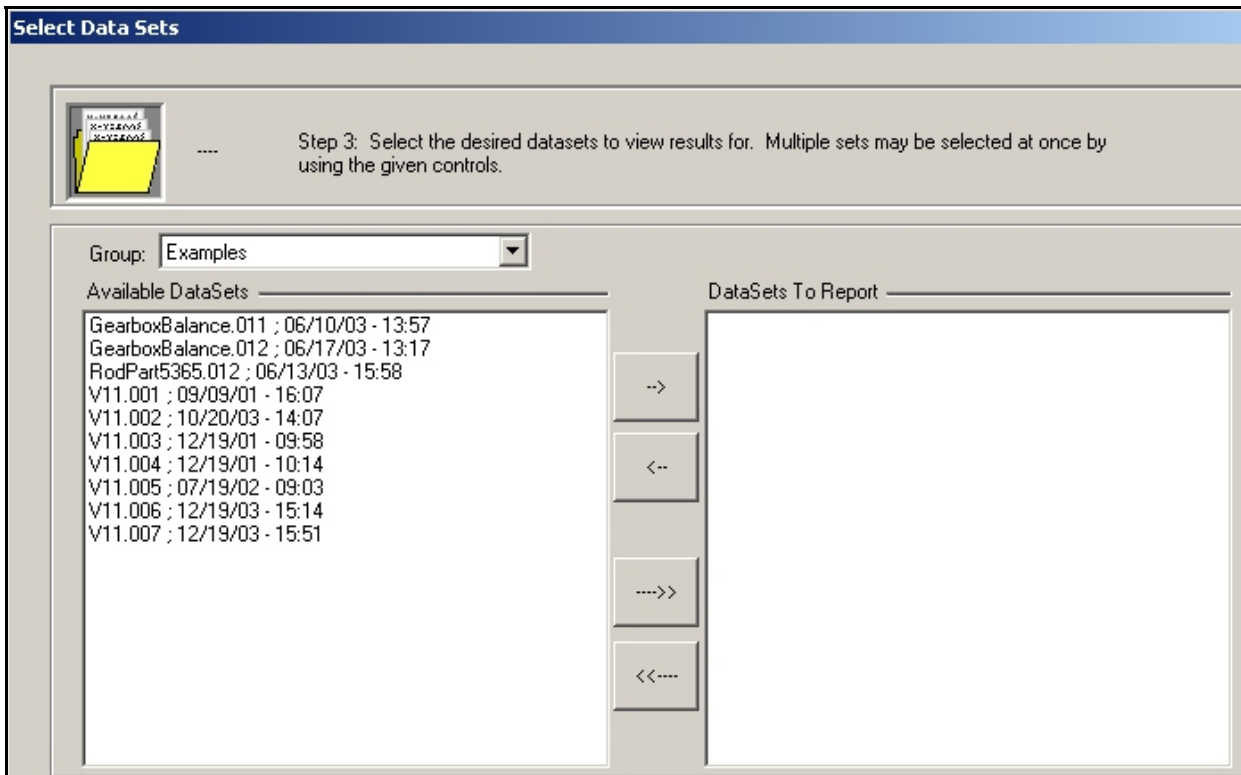 Select Data Sets
----
Step 3: Select the desired datasets to view results for. Multiple sets may be selected at once by
using the given controls.
Group: Examples
Available DataSets
DataSets To Report
GearboxBalance.011 ; 06/10/03 - 13:57
GearboxBalance.012 ; 06/17/03 - 13:17
RodPart5365.012 ; 06/13/03 - 15:58
V11.001 ; 09/09/01 - 16:07
V11.002 ; 10/20/03 - 14:07
V11.003 ; 12/19/01 - 09:58
V11.004 ; 12/19/01 - 10:14
V11.005 ; 07/19/02 - 09:03
V11.006 ; 12/19/03 - 15:14
V11.007 ; 12/19/03 - 15:51
-->
<--
---->>
<<----